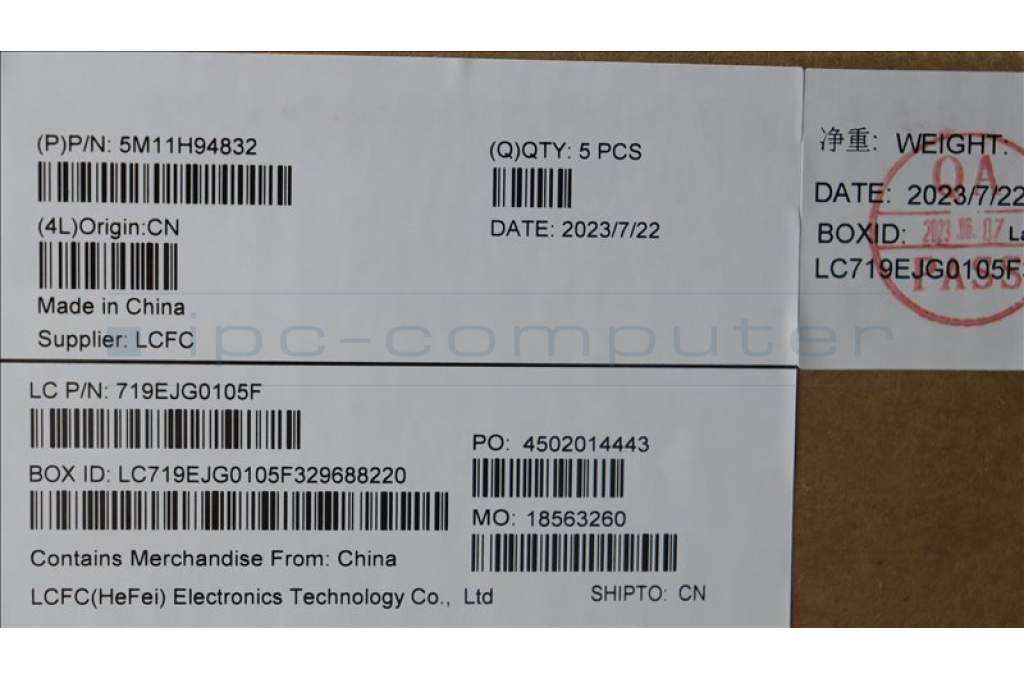 (P)P/N: 5M11H94832
(Q)QTY: 5 PCS
(4L)Origin:CN
DATE: 2023/7/22
Made in China
Supplier: LCFC
净重: WEIGHT:
DATE: 2023/7/22
BOXID:
LC719EJG0105F
QA
2023.06.07
PASS
ipc-computer
LC P/N: 719EJG0105F
BOX ID: LC719EJG0105F329688220
PO: 4502014443
MO: 18563260
Contains Merchandise From: China
LCFC(HeFei) Electronics Technology Co., Ltd
SHIPTO: CN